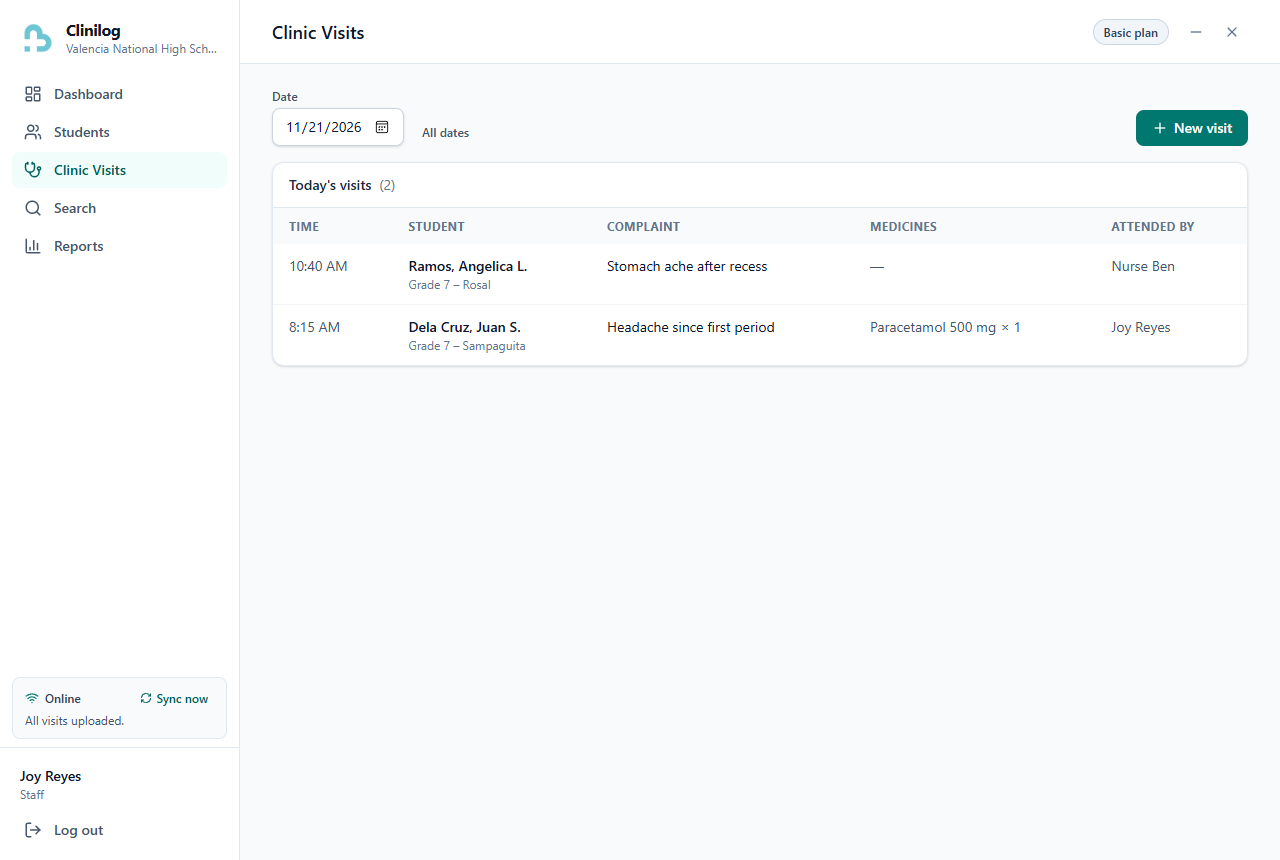 Clinilog
Valencia National High Sch...
Dashboard
Students
Clinic Visits
Search
Reports
Online
Sync now
All visits uploaded.
Joy Reyes
Staff
Log out
Clinic Visits
Basic plan
Date
11/21/2026
All dates
New visit
Today's visits (2)
TIME STUDENT COMPLAINT MEDICINES ATTENDED BY
10:40 AM Ramos, Angelica L. Stomach ache after recess — Nurse Ben
Grade 7 – Rosal
8:15 AM Dela Cruz, Juan S. Headache since first period Paracetamol 500 mg × 1 Joy Reyes
Grade 7 – Sampaguita